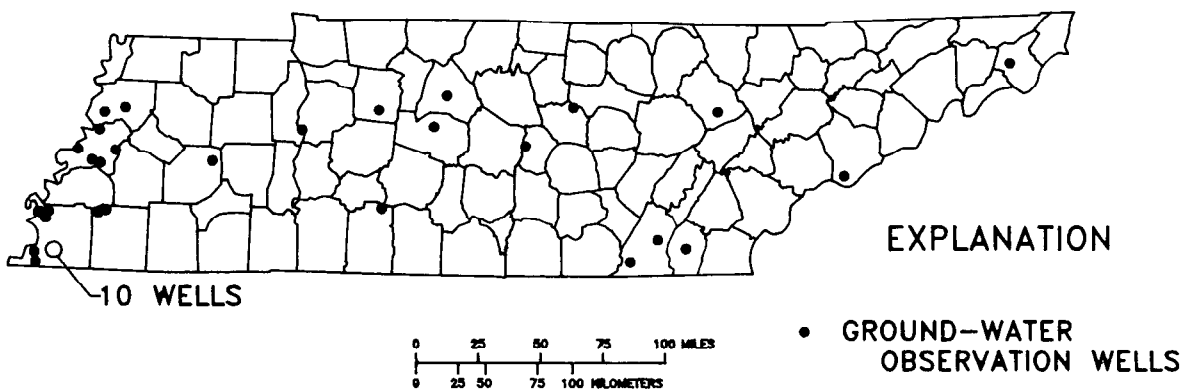 EXPLANATION
10 WELLS
0 25 50 75 100 MILES
0 25 50 75 100 KILOMETERS
GROUND-WATER
OBSERVATION WELLS